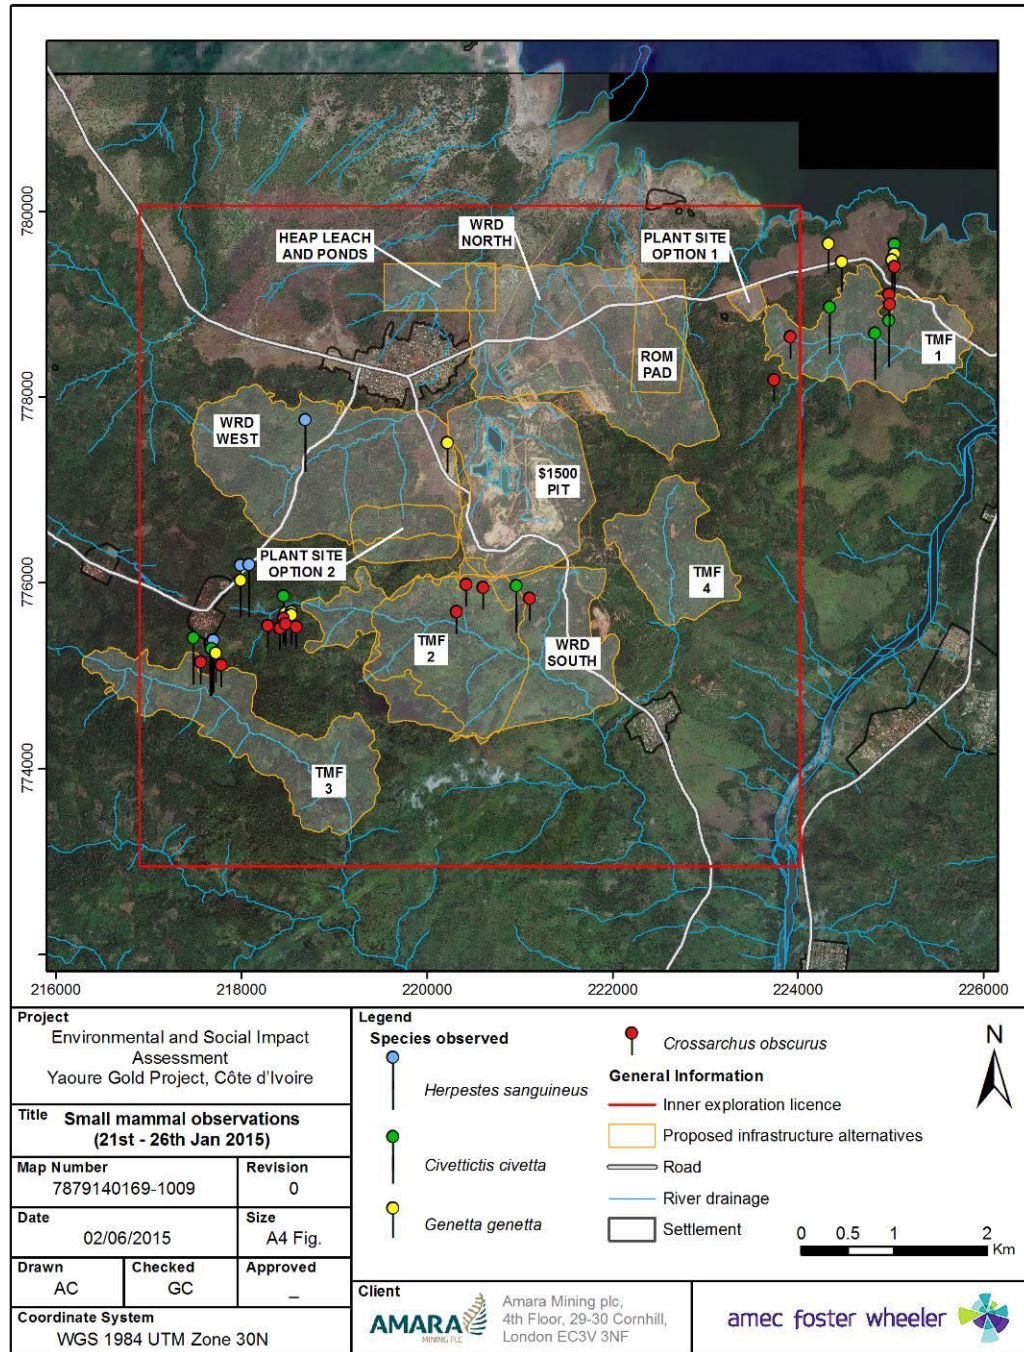 780000
778000
776000
774000
HEAP LEACH
AND PONDS
WRD
NORTH
PLANT SITE
OPTION 1
TMF
1
ROM
PAD
WRD
WEST
$1500
PIT
PLANT SITE
OPTION 2
TMF
4
TMF
2
WRD
SOUTH
TMF
3
216000
218000
220000
222000
224000
226000
Project
Environmental and Social Impact
Assessment
Yaoure Gold Project, Côte d'Ivoire
Title Small mammal observations
(21st - 26th Jan 2015)
Map Number
7879140169-1009
Revision
0
Date
02/06/2015
Size
A4 Fig.
Drawn
AC
Checked
GC
Approved
_
Coordinate System
WGS 1984 UTM Zone 30N
Legend
Species observed
Herpestes sanguineus
Civettictis civetta
Genetta genetta
Crossarchus obscurus
General Information
Inner exploration licence
Proposed infrastructure alternatives
Road
River drainage
Settlement
N
0 0.5 1 2
Km
Client
AMARA
MINING PLC
Amara Mining plc,
4th Floor, 29-30 Cornhill,
London EC3V 3NF
amec foster wheeler